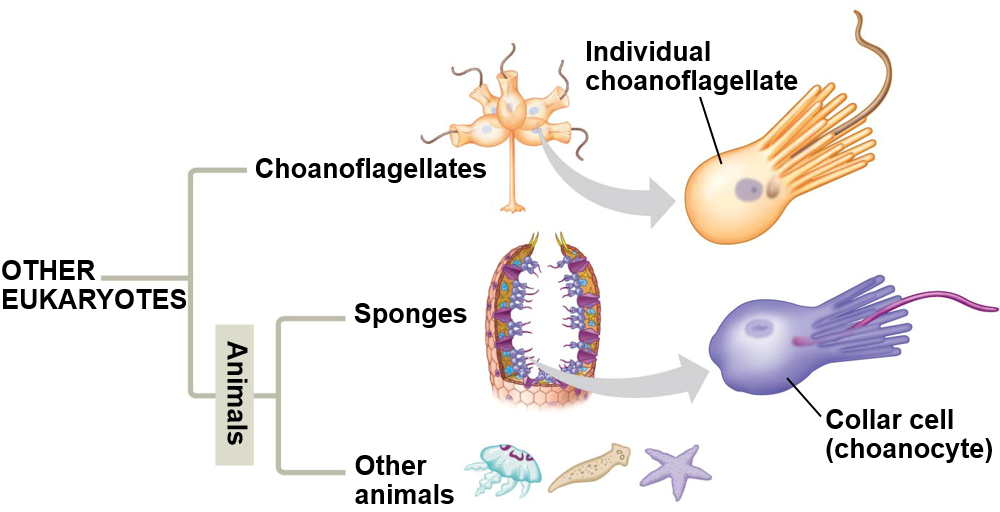 Individual
choanoflagellate
Choanoflagellates
OTHER
EUKARYOTES
Sponges
Animals
Collar cell
(choanocyte)
Other
animals